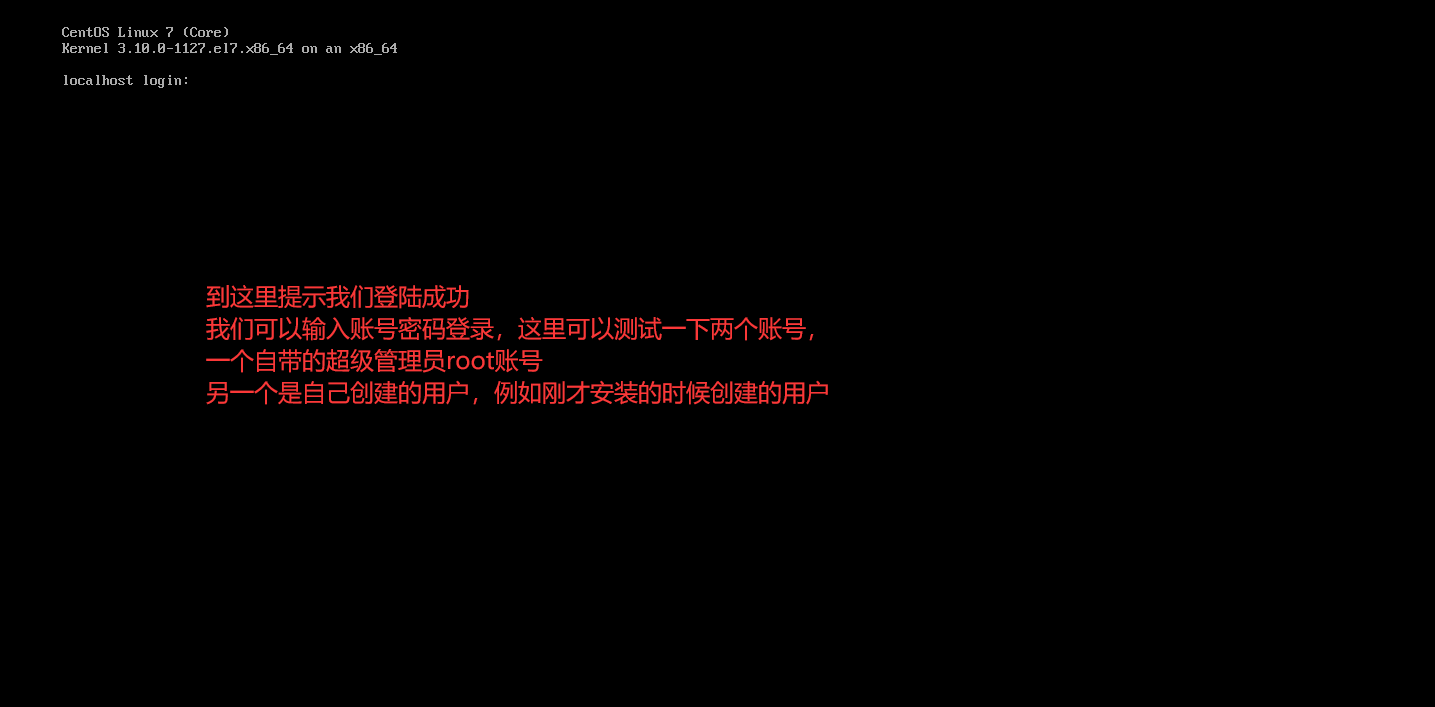 CentOS Linux 7 (Core)
Kernel 3.10.0-1127.el7.x86_64 on an x86_64
localhost login:
到这里提示我们登陆成功
我们可以输入账号密码登录，这里可以测试一下两个账号，
一个自带的超级管理员root账号
另一个是自己创建的用户，例如刚才安装的时候创建的用户